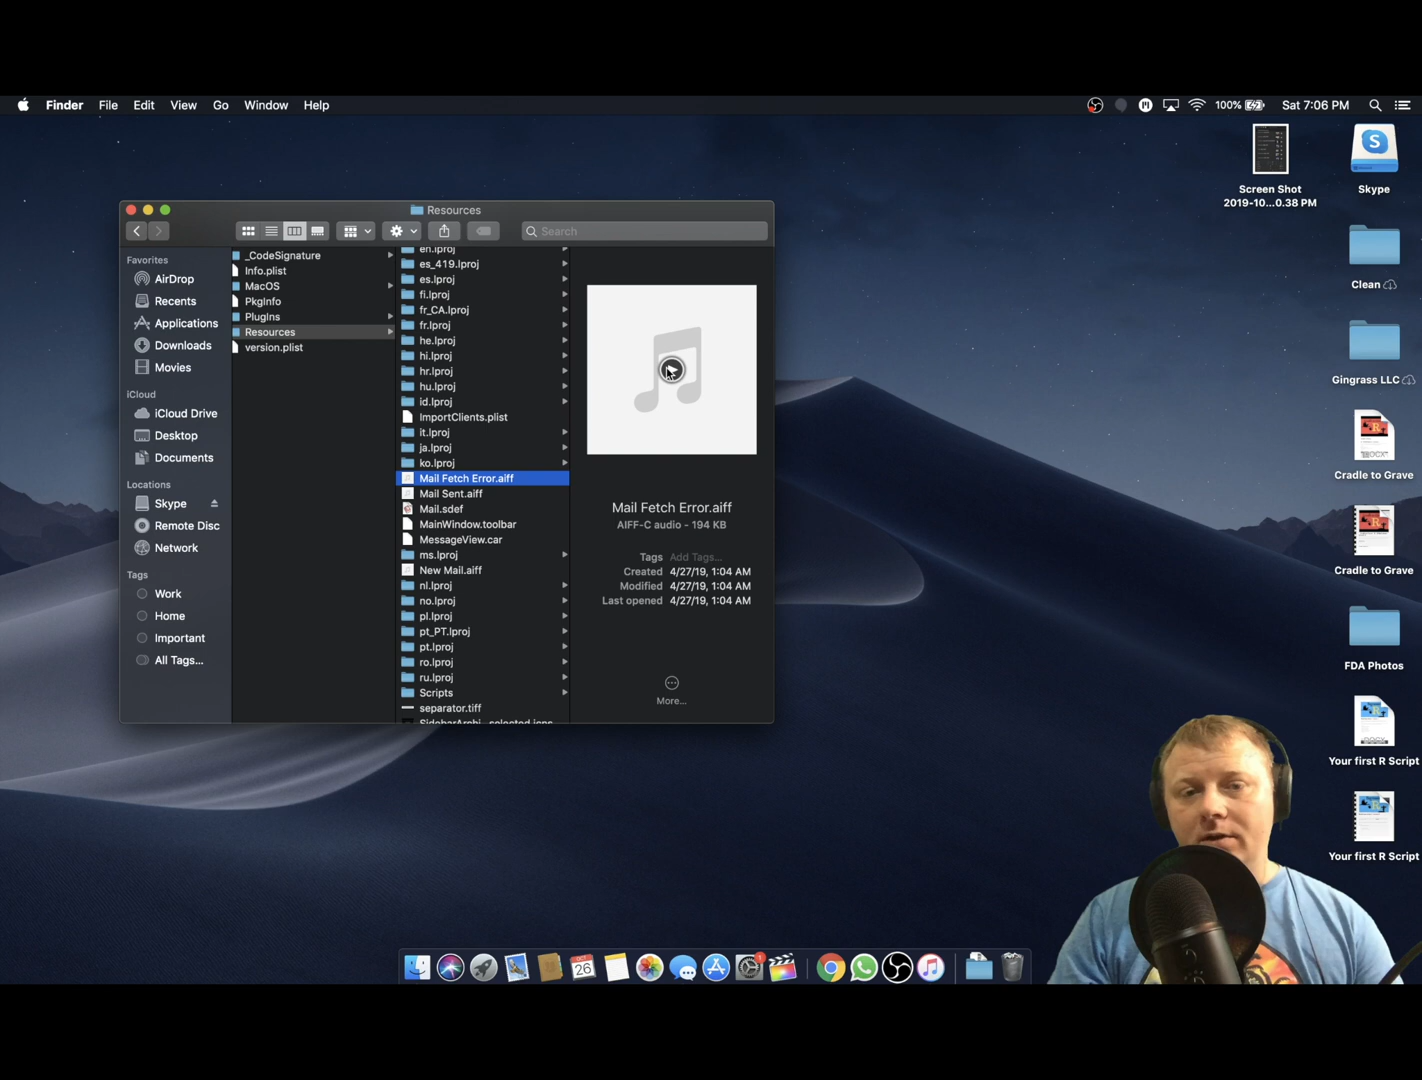 Finder File Edit View Go Window Help
100% Sat 7:06 PM
Screen Shot
2019-10...0.38 PM
Skype
Clean
Gingrass LLC
Cradle to Grave
Cradle to Grave
FDA Photos
Your first R Script
Your first R Script
Resources
Search
Favorites
AirDrop
Recents
Applications
Downloads
Movies
iCloud
iCloud Drive
Desktop
Documents
Locations
Skype
Remote Disc
Network
Tags
Work
Home
Important
All Tags...
_CodeSignature
Info.plist
MacOS
PkgInfo
PlugIns
Resources
version.plist
en.lproj
es_419.lproj
es.lproj
fi.lproj
fr_CA.lproj
fr.lproj
he.lproj
hi.lproj
hr.lproj
hu.lproj
id.lproj
ImportClients.plist
it.lproj
ja.lproj
ko.lproj
Mail Fetch Error.aiff
Mail Sent.aiff
Mail.sdef
MainWindow.toolbar
MessageView.car
ms.lproj
New Mail.aiff
nl.lproj
no.lproj
pl.lproj
pt_PT.lproj
pt.lproj
ro.lproj
ru.lproj
Scripts
separator.tiff
Mail Fetch Error.aiff
AIFF-C audio - 194 KB
Tags Add Tags...
Created 4/27/19, 1:04 AM
Modified 4/27/19, 1:04 AM
Last opened 4/27/19, 1:04 AM
More...
OCT
26
1